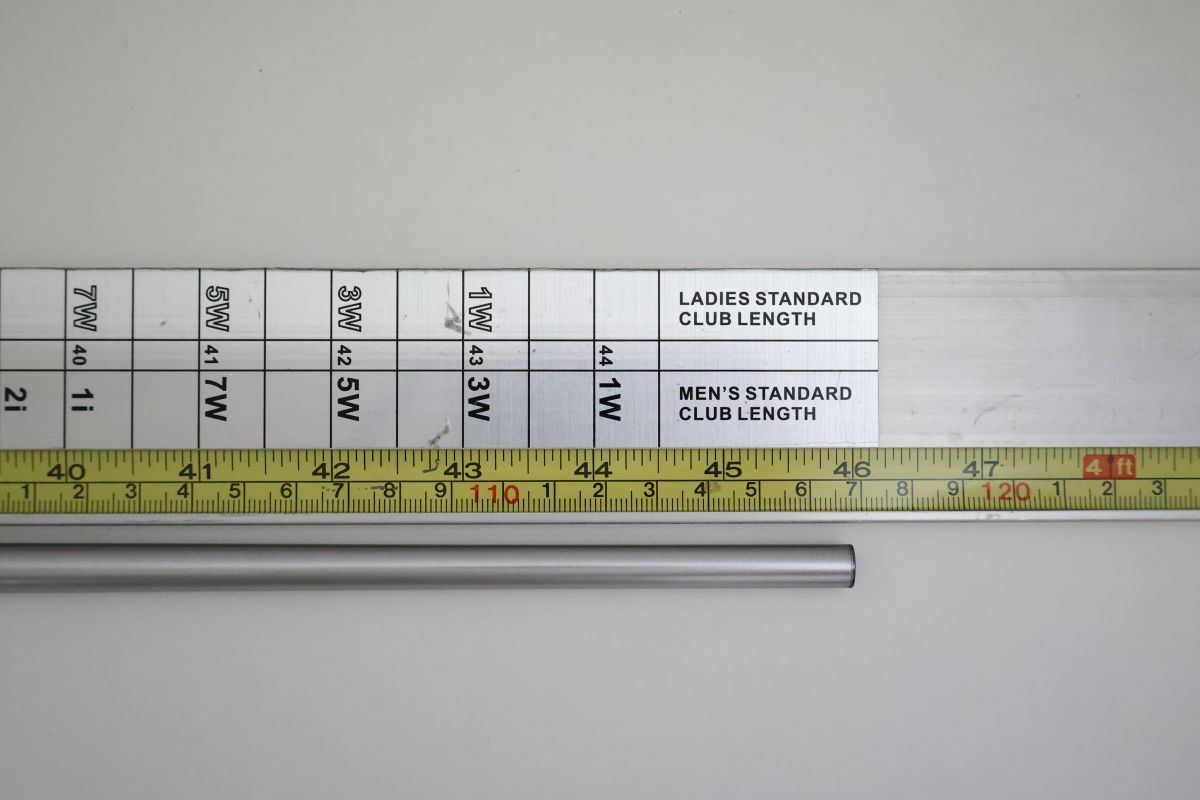 7W 5W 3W 1W LADIES STANDARD
CLUB LENGTH
40 41 42 43 44
2i 1i 7W 5W 3W 1W MEN'S STANDARD
CLUB LENGTH
40 41 42 43 44 45 46 47 4 ft
1 2 3 4 5 6 7 8 9 110 1 2 3 4 5 6 7 8 9 120 1 2 3